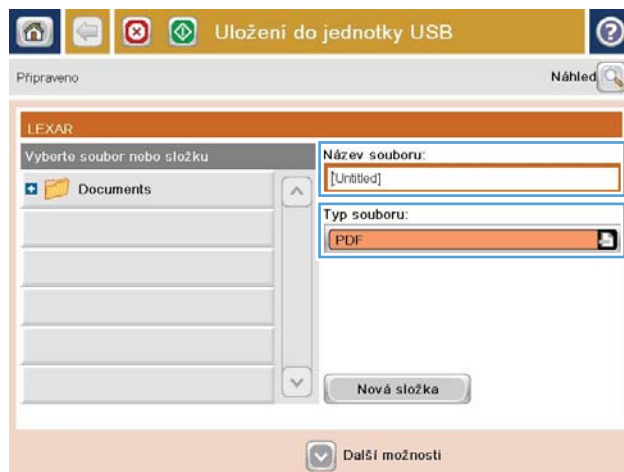 Uložení do jednotky USB
?
Připraveno
Náhled
LEXAR
Vyberte soubor nebo složku
Documents
Název souboru:
[Untitled]
Typ souboru:
PDF
Nová složka
Další možnosti